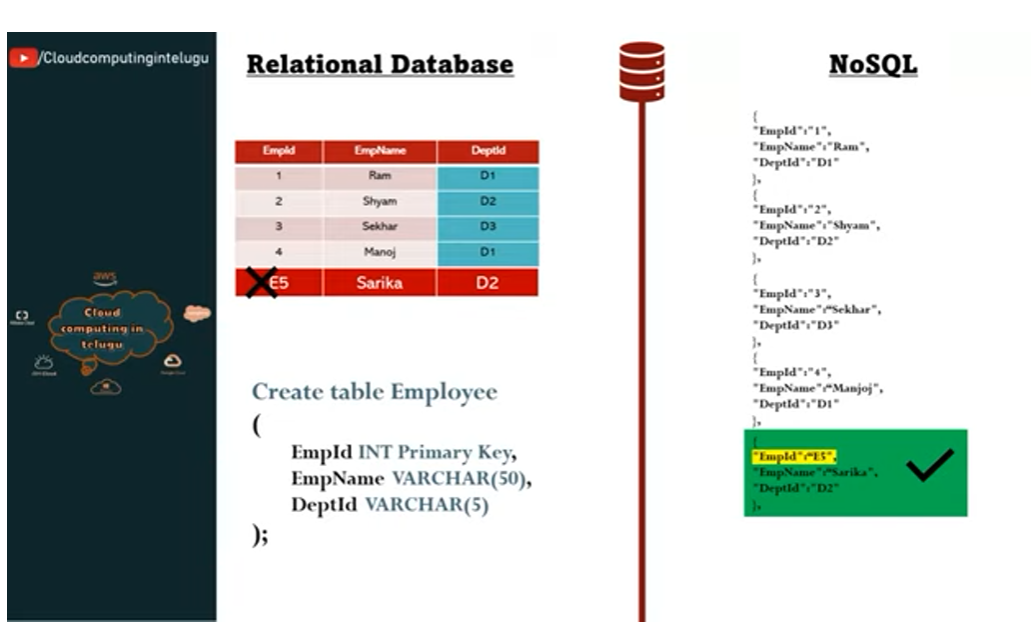 /Cloudcomputingintelugu
aws
Cloud
computing in
telugu
Relational Database
EmpId EmpName DeptId
1 Ram D1
2 Shyam D2
3 Sekhar D3
4 Manoj D1
E5 Sarika D2
Create table Employee
(
EmpId INT Primary Key,
EmpName VARCHAR(50),
DeptId VARCHAR(5)
);
NoSQL
{
"EmpId":"1",
"EmpName":"Ram",
"DeptId":"D1"
},
{
"EmpId":"2",
"EmpName":"Shyam",
"DeptId":"D2"
},
{
"EmpId":"3",
"EmpName":“Sekhar",
"DeptId":"D3"
},
{
"EmpId":"4",
"EmpName":“Manjoj",
"DeptId":"D1"
},
{
"EmpId":“E5",
"EmpName":“Sarika",
"DeptId":"D2"
},